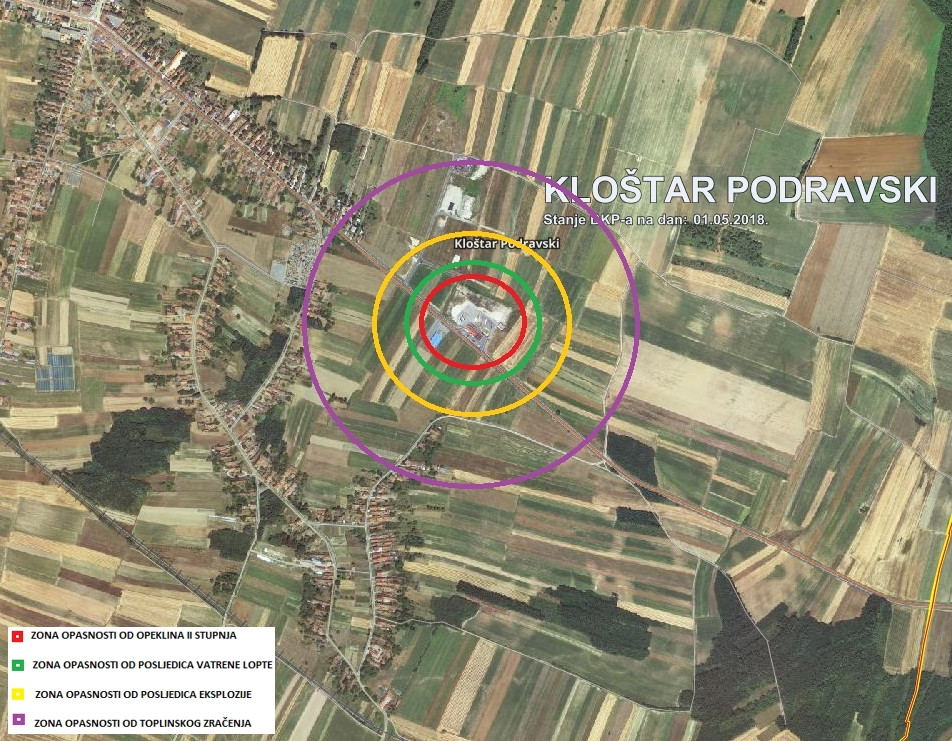 KLOŠTAR PODRAVSKI
Stanje DKP-a na dan: 01.05.2018.
Kloštar Podravski
ZONA OPASNOSTI OD OPEKLINA II STUPNJA
ZONA OPASNOSTI OD POSLJEDICA VATRENE LOPTE
ZONA OPASNOSTI OD POSLJEDICA EKSPLOZIJE
ZONA OPASNOSTI OD TOPLINSKOG ZRAČENJA